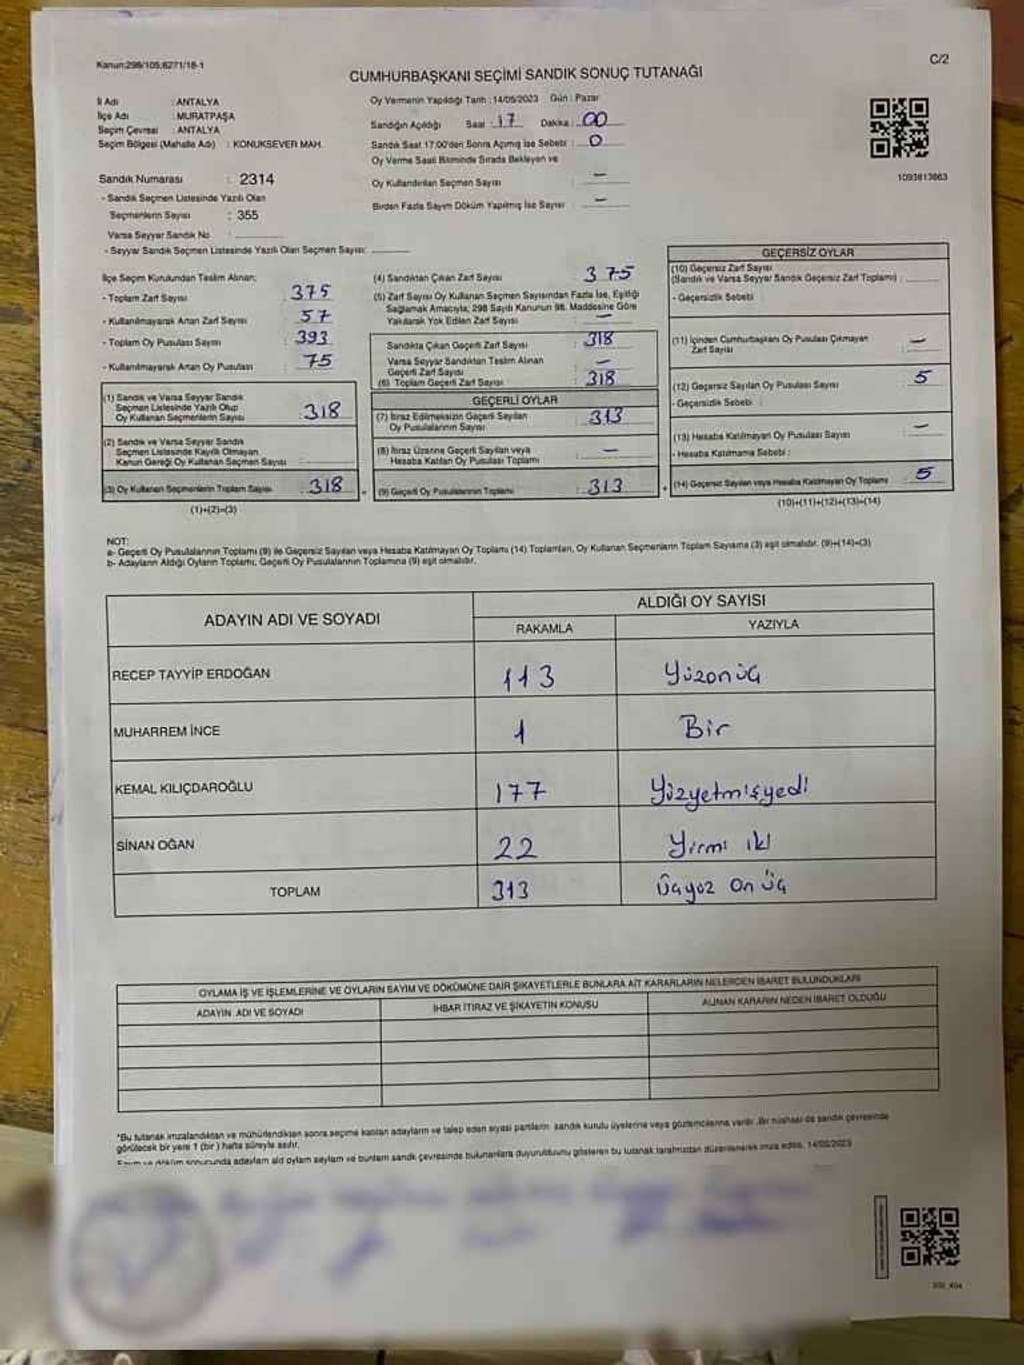 Kanun:298/105;6271/18-1
C/2
CUMHURBAŞKANI SEÇİMİ SANDIK SONUÇ TUTANAĞI
İl Adı : ANTALYA
İlçe Adı : MURATPAŞA
Seçim Çevresi : ANTALYA
Seçim Bölgesi (Mahalle Adı) : KONUKSEVER MAH.
Oy Vermenin Yapıldığı Tarih : 14/05/2023 Gün : Pazar
Sandığın Açıldığı Saat : 17 Dakika : 00
Sandık Saat 17:00'den Sonra Açılmış İse Sebebi : 0
Oy Verme Saati Bitiminde Sırada Bekleyen ve
Oy Kullandırılan Seçmen Sayısı : —
Birden Fazla Sayım Döküm Yapılmış İse Sayısı : —
1093813863
Sandık Numarası : 2314
- Sandık Seçmen Listesinde Yazılı Olan
Seçmenlerin Sayısı : 355
Varsa Seyyar Sandık No :
- Seyyar Sandık Seçmen Listesinde Yazılı Olan Seçmen Sayısı:
İlçe Seçim Kurulundan Teslim Alınan;
- Toplam Zarf Sayısı : 375
- Kullanılmayarak Artan Zarf Sayısı : 57
- Toplam Oy Pusulası Sayısı : 393
- Kullanılmayarak Artan Oy Pusulası : 75
(1) Sandık ve Varsa Seyyar Sandık
Seçmen Listesinde Yazılı Olup
Oy Kullanan Seçmenlerin Sayısı : 318
(2) Sandık ve Varsa Seyyar Sandık
Seçmen Listesinde Kayıtlı Olmayan
Kanun Gereği Oy Kullanan Seçmen Sayısı :
(3) Oy Kullanan Seçmenlerin Toplam Sayısı : 318
(1)+(2)=(3)
(4) Sandıktan Çıkan Zarf Sayısı : 375
(5) Zarf Sayısı Oy Kullanan Seçmen Sayısından Fazla İse, Eşitliği
Sağlamak Amacıyla; 298 Sayılı Kanunun 98. Maddesine Göre
Yakılarak Yok Edilen Zarf Sayısı : —
Sandıkta Çıkan Geçerli Zarf Sayısı : 318
Varsa Seyyar Sandıktan Teslim Alınan
Geçerli Zarf Sayısı : —
(6) Toplam Geçerli Zarf Sayısı : 318
GEÇERLİ OYLAR
(7) İtiraz Edilmeksizin Geçerli Sayılan
Oy Pusulalarının Sayısı : 313
(8) İtiraz Üzerine Geçerli Sayılan veya
Hesaba Katılan Oy Pusulası Toplamı : —
(9) Geçerli Oy Pusulalarının Toplamı : 313
GEÇERSİZ OYLAR
(10) Geçersiz Zarf Sayısı
(Sandık ve Varsa Seyyar Sandık Geçersiz Zarf Toplamı) :
- Geçersizlik Sebebi :
(11) İçinden Cumhurbaşkanı Oy Pusulası Çıkmayan
Zarf Sayısı : —
(12) Geçersiz Sayılan Oy Pusulası Sayısı : 5
- Geçersizlik Sebebi :
(13) Hesaba Katılmayan Oy Pusulası Sayısı : —
- Hesaba Katılmama Sebebi :
(14) Geçersiz Sayılan veya Hesaba Katılmayan Oy Toplamı : 5
(10)+(11)+(12)+(13)=(14)
NOT:
a- Geçerli Oy Pusulalarının Toplamı (9) ile Geçersiz Sayılan veya Hesaba Katılmayan Oy Toplamı (14) Toplamları, Oy Kullanan Seçmenlerin Toplam Sayısına (3) eşit olmalıdır. (9)+(14)=(3)
b- Adayların Aldığı Oyların Toplamı, Geçerli Oy Pusulalarının Toplamına (9) eşit olmalıdır.
ADAYIN ADI VE SOYADI
ALDIĞI OY SAYISI
RAKAMLA
YAZIYLA
RECEP TAYYİP ERDOĞAN 113 Yüzonüç
MUHARREM İNCE 1 Bir
KEMAL KILIÇDAROĞLU 177 Yüzyetmişyedi
SİNAN OĞAN 22 Yirmi iki
TOPLAM 313 Üçyüz On Üç
OYLAMA İŞ VE İŞLEMLERİNE VE OYLARIN SAYIM VE DÖKÜMÜNE DAİR ŞİKAYETLERLE BUNLARA AİT KARARLARIN NELERDEN İBARET BULUNDUKLARI
ADAYIN ADI VE SOYADI
İHBAR İTİRAZ VE ŞİKAYETİN KONUSU
ALINAN KARARIN NEDEN İBARET OLDUĞU
*Bu tutanak imzalandıktan ve mühürlendikten sonra seçime katılan adayların ve talep eden siyasi partilerin sandık kurulu üyelerine veya gözlemcilerine verilir. Bir nüshası da sandık çevresinde
görülecek bir yere 1 (bir) hafta süreyle asılır.
Sayım ve döküm sonucunda adayların aldığı oyların sayıları ve bunların sandık çevresinde bulunanlara duyurulduğunu gösteren bu tutanak tarafımızdan düzenlenerek imza edildi. 14/05/2023